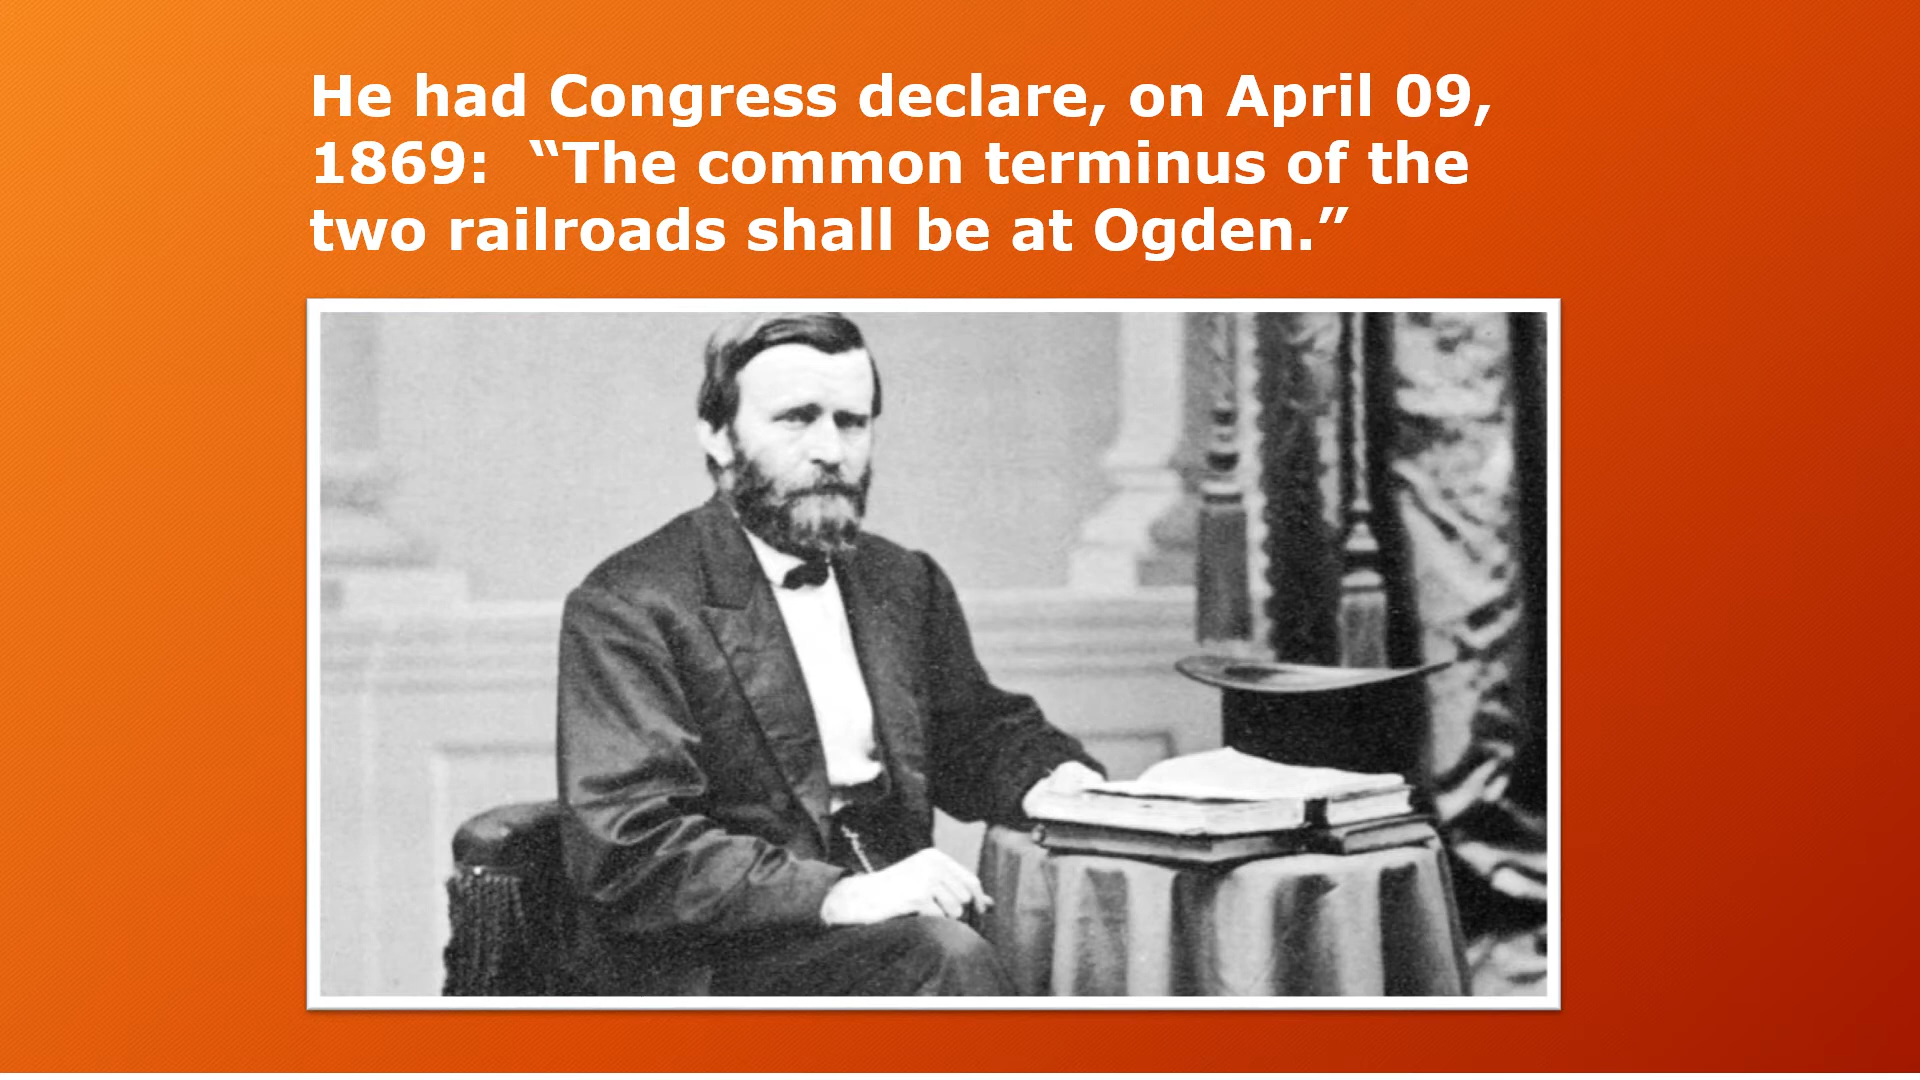 He had Congress declare, on April 09,
1869:  “The common terminus of the
two railroads shall be at Ogden.”